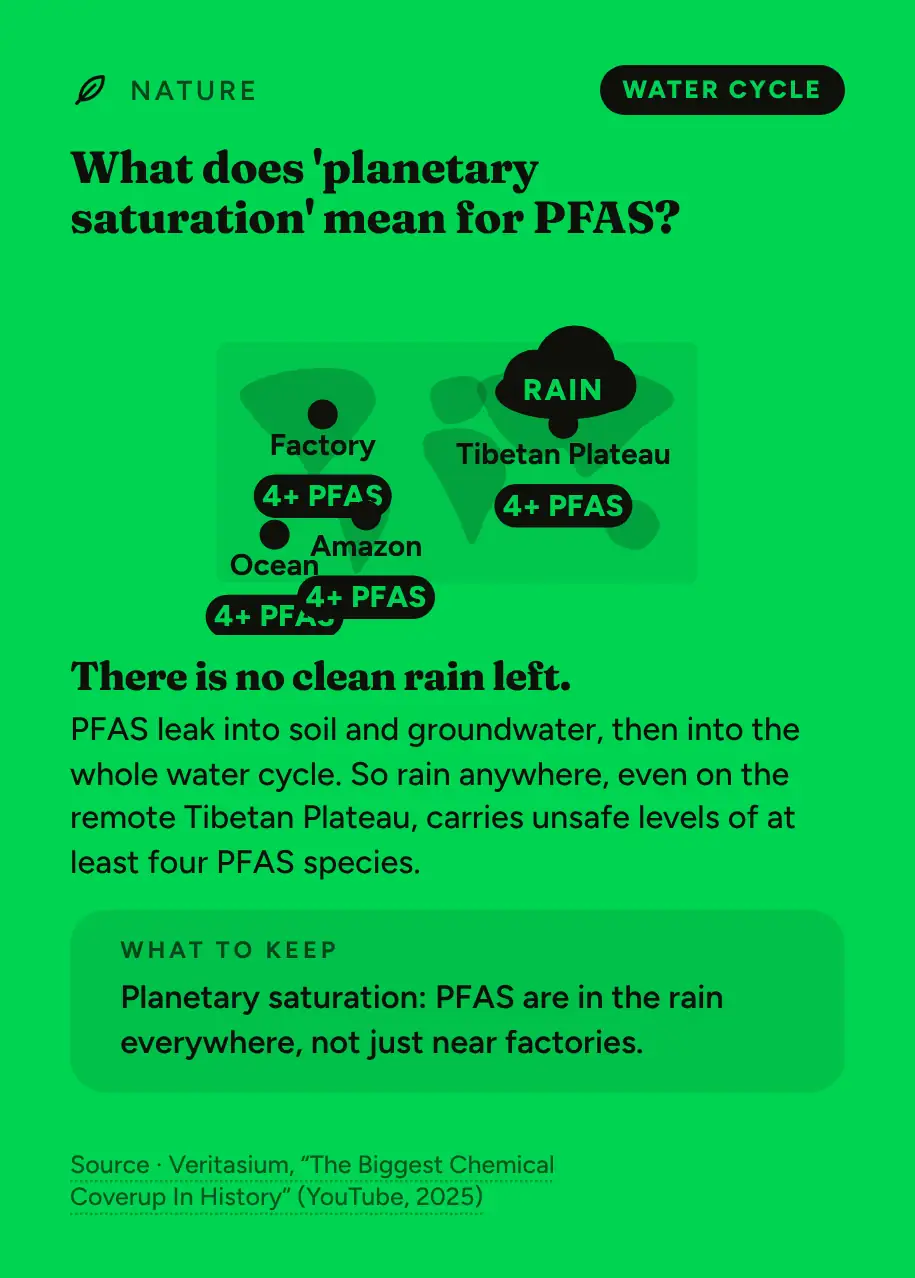 NATURE
WATER CYCLE
What does 'planetary
saturation' mean for PFAS?
RAIN
Factory
Tibetan Plateau
4+ PFAS
4+ PFAS
Amazon
Ocean
4+ PFAS
4+ PFAS
There is no clean rain left.
PFAS leak into soil and groundwater, then into the
whole water cycle. So rain anywhere, even on the
remote Tibetan Plateau, carries unsafe levels of at
least four PFAS species.
WHAT TO KEEP
Planetary saturation: PFAS are in the rain
everywhere, not just near factories.
Source · Veritasium, “The Biggest Chemical
Coverup In History” (YouTube, 2025)